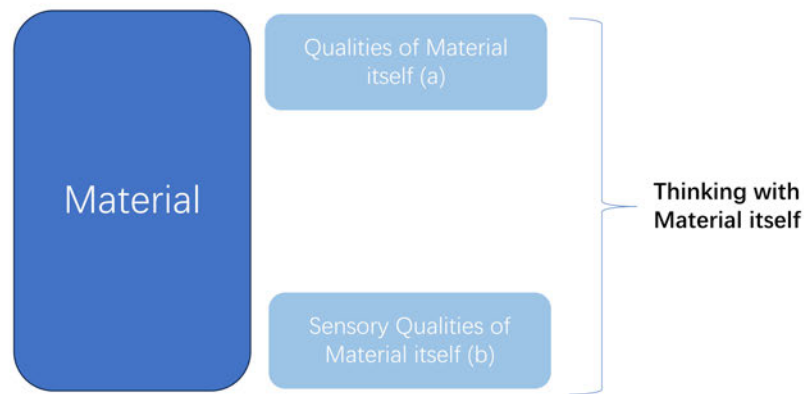 Material
Qualities of Material
itself (a)
Sensory Qualities of
Material itself (b)
Thinking with
Material itself